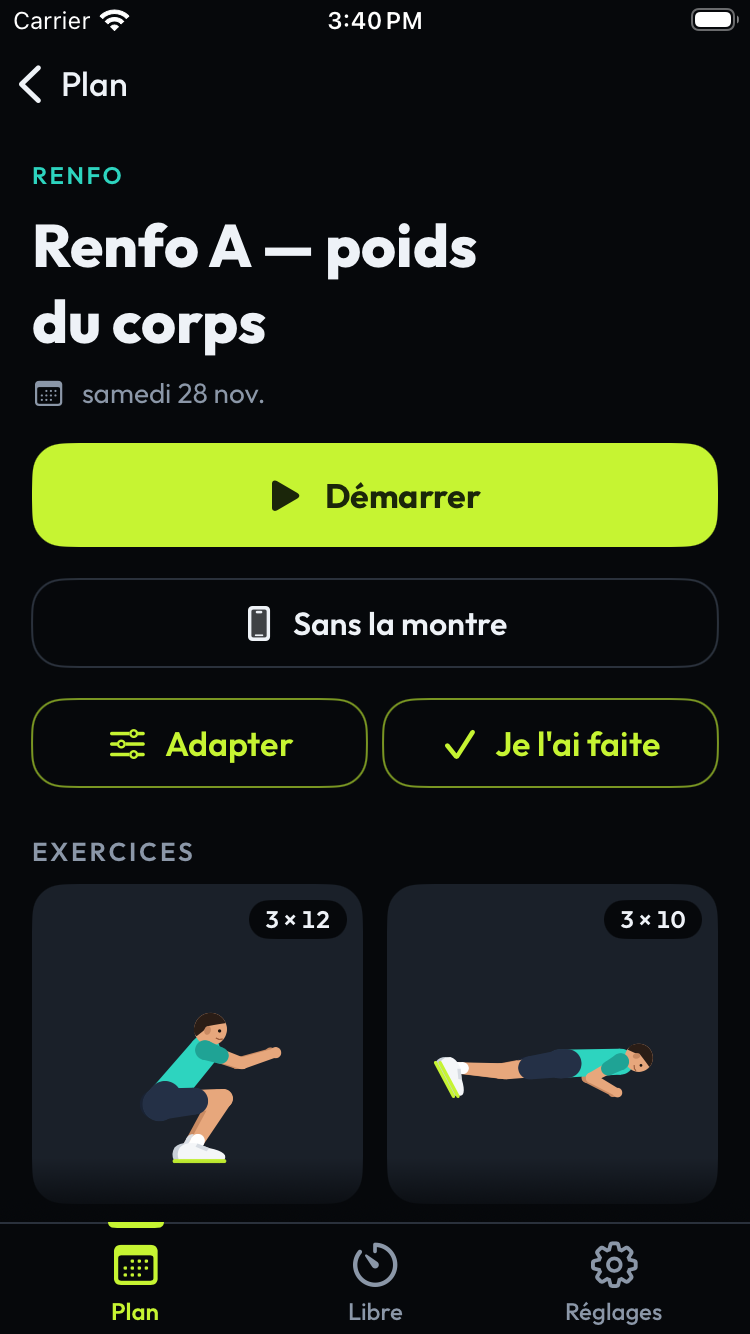 Carrier 3:40 PM
Plan
RENFO
Renfo A — poids
du corps
samedi 28 nov.
Démarrer
Sans la montre
Adapter Je l'ai faite
EXERCICES
3 × 12 3 × 10
Plan Libre Réglages